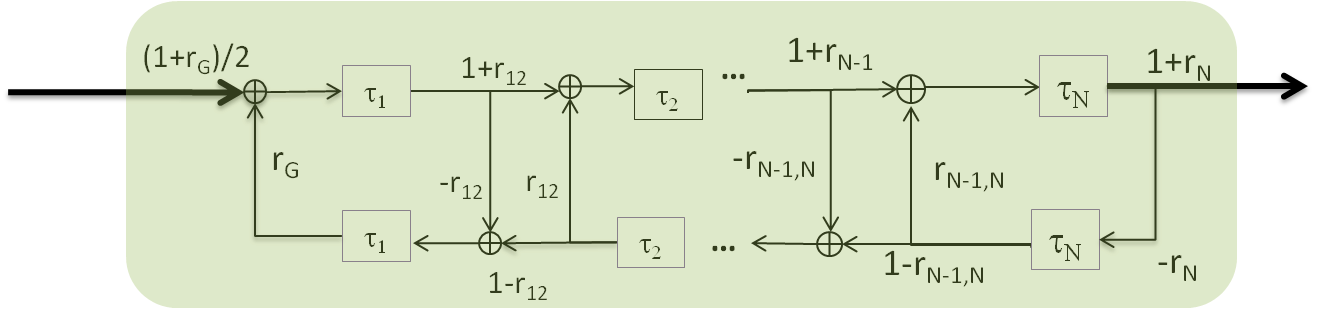 (1+r_G)/2
1+r_12
1+r_N-1
1+r_N
τ_1
τ_2
...
τ_N
r_G
-r_12
r_12
-r_N-1,N
r_N-1,N
τ_1
τ_2
...
τ_N
1-r_12
1-r_N-1,N
-r_N